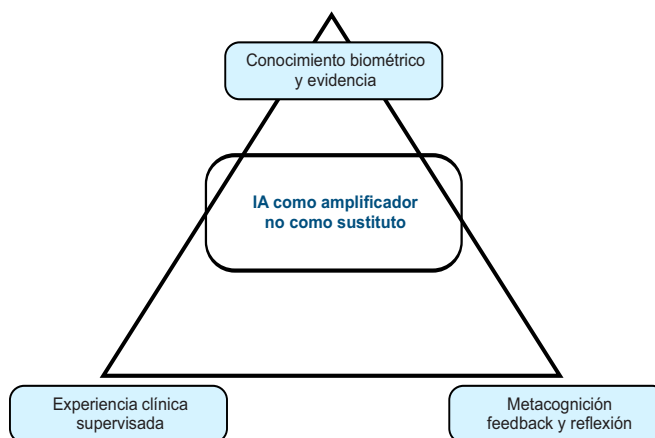 Conocimiento biométrico
y evidencia
IA como amplificador
no como sustituto
Experiencia clínica
supervisada
Metacognición
feedback y reflexión